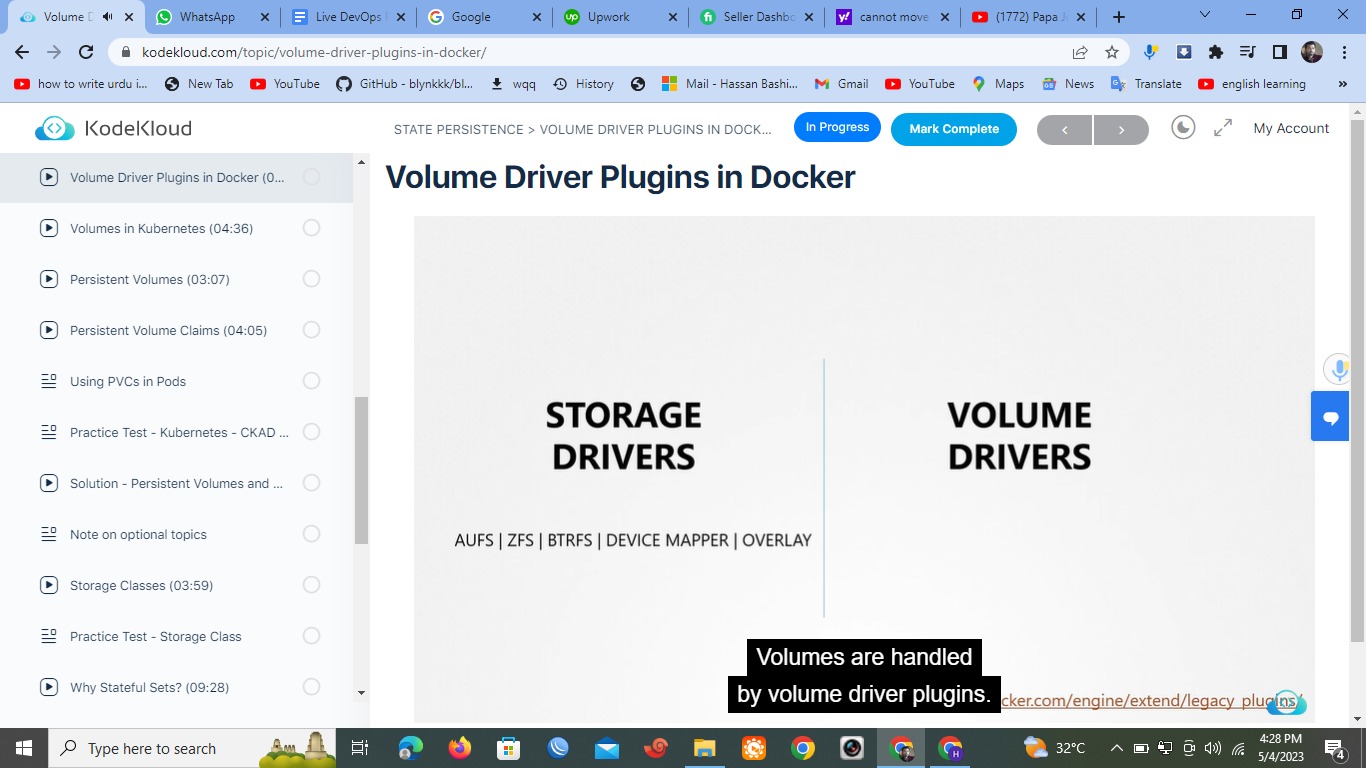 Volume D
WhatsApp
Live DevOps
Google
Upwork
Seller Dashbo
cannot move
(1772) Papa J
kodekloud.com/topic/volume-driver-plugins-in-docker/
how to write urdu i...
New Tab
YouTube
GitHub - blynkkk/bl...
wqq
History
Mail - Hassan Bashi...
Gmail
YouTube
Maps
News
Translate
english learning
»
KodeKloud
STATE PERSISTENCE > VOLUME DRIVER PLUGINS IN DOCK...
In Progress
Mark Complete
<
>
My Account
Volume Driver Plugins in Docker (0...
Volumes in Kubernetes (04:36)
Persistent Volumes (03:07)
Persistent Volume Claims (04:05)
Using PVCs in Pods
Practice Test - Kubernetes - CKAD ...
Solution - Persistent Volumes and ...
Note on optional topics
Storage Classes (03:59)
Practice Test - Storage Class
Why Stateful Sets? (09:28)
Volume Driver Plugins in Docker
STORAGE
DRIVERS
AUFS | ZFS | BTRFS | DEVICE MAPPER | OVERLAY
VOLUME
DRIVERS
Volumes are handled
by volume driver plugins.
cker.com/engine/extend/legacy_plugins/
Type here to search
32°C
4:28 PM
5/4/2023
4